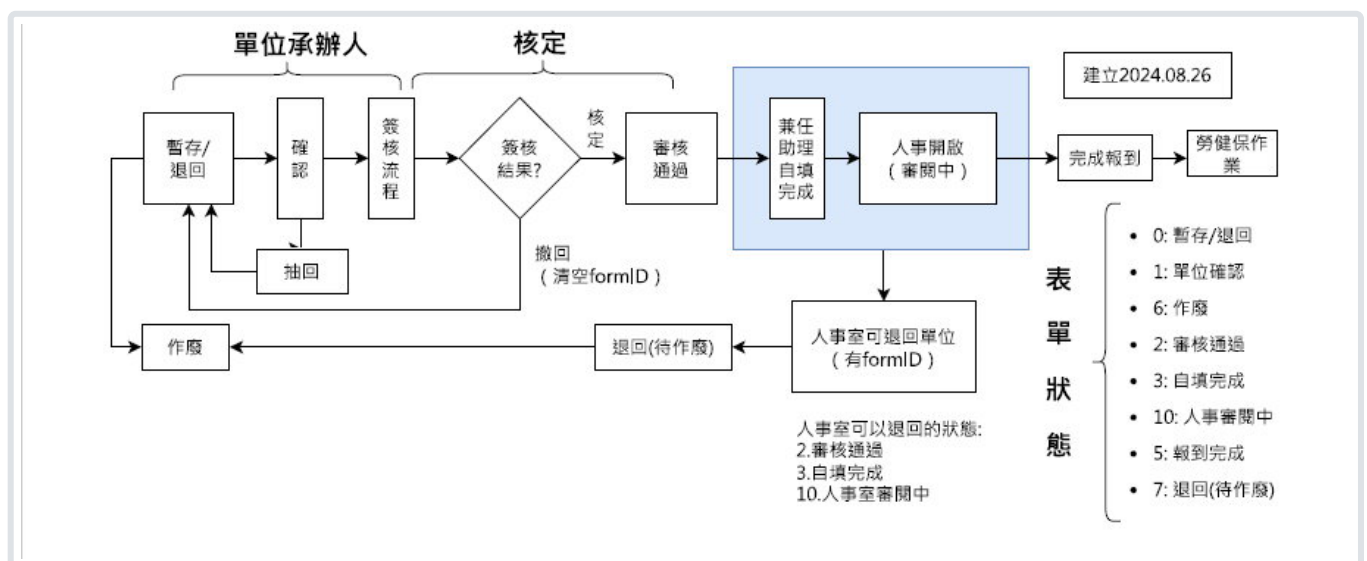 單位承辦人
核定
建立2024.08.26
暫存/
退回
確
認
簽
核
流
程
簽核
結果?
核
定
審核
通過
兼任
助理
自填
完成
人事開啟
（審閱中）
完成報到
勞健保作
業
抽回
撤回
（清空formID）
作廢
退回(待作廢)
人事室可退回單位
（有formID）
人事室可以退回的狀態:
2.審核通過
3.自填完成
10.人事室審閱中
表
單
狀
態
• 0: 暫存/退回
• 1: 單位確認
• 6: 作廢
• 2: 審核通過
• 3: 自填完成
• 10: 人事審閱中
• 5: 報到完成
• 7: 退回(待作廢)